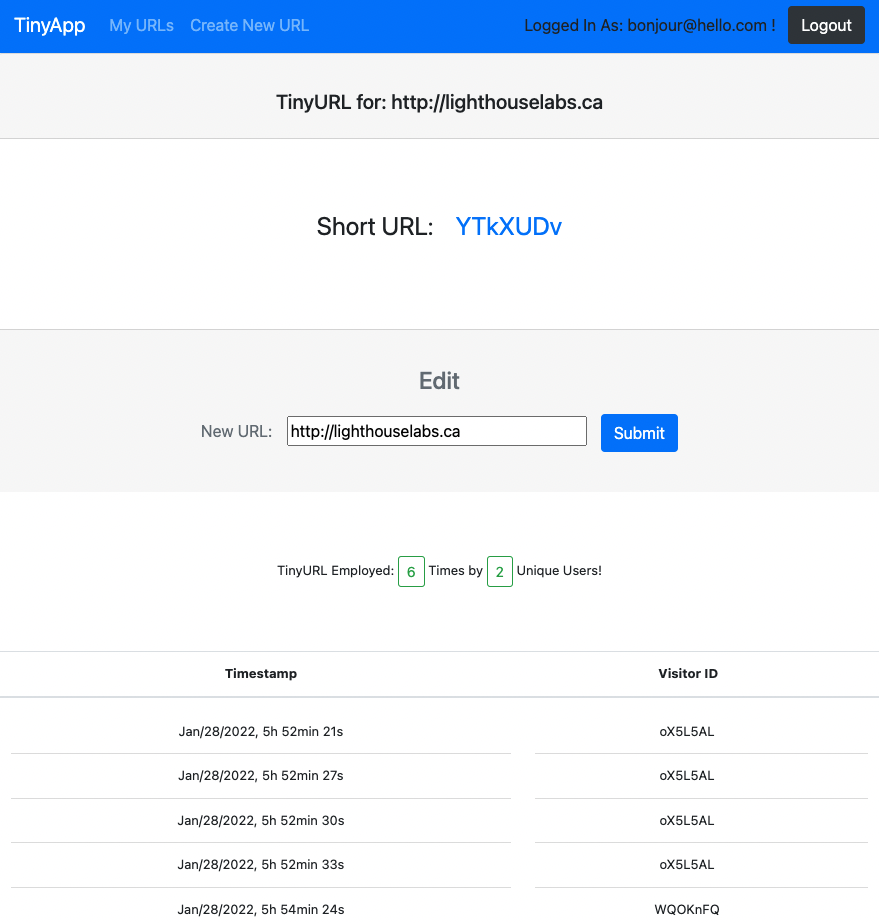 TinyApp My URLs Create New URL Logged In As: bonjour@hello.com ! Logout
TinyURL for: http://lighthouselabs.ca
Short URL: YTkXUDv
Edit
New URL: http://lighthouselabs.ca Submit
TinyURL Employed: 6 Times by 2 Unique Users!
Timestamp Visitor ID
Jan/28/2022, 5h 52min 21s oX5L5AL
Jan/28/2022, 5h 52min 27s oX5L5AL
Jan/28/2022, 5h 52min 30s oX5L5AL
Jan/28/2022, 5h 52min 33s oX5L5AL
Jan/28/2022, 5h 54min 24s WQOKnFQ